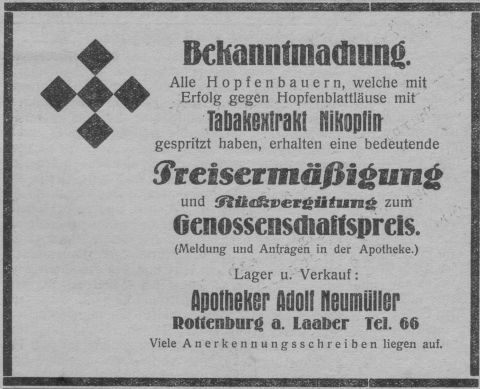 Bekanntmachung.
Alle Hopfenbauern, welche mit
Erfolg gegen Hopfenblattläuse mit
Tabakextrakt Nikopfin
gespritzt haben, erhalten eine bedeutende
Preisermäßigung
und Rückvergütung zum
Genossenschaftspreis.
(Meldung und Anfragen in der Apotheke.)
Lager u. Verkauf:
Apotheker Adolf Neumüller
Rottenburg a. Laaber Tel. 66
Viele Anerkennungsschreiben liegen auf.